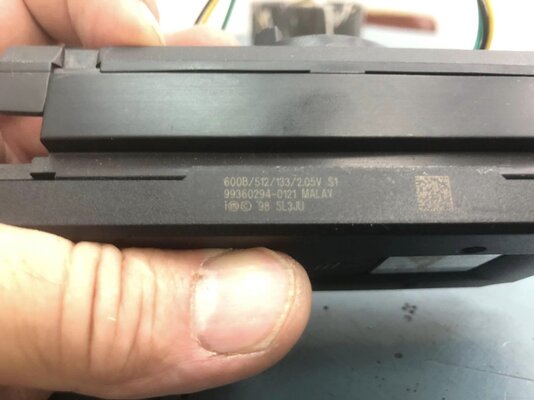 600B/512/133/2.05V S1
99360294-0121 MALAY
i Ⓜ © '98 SL3JU